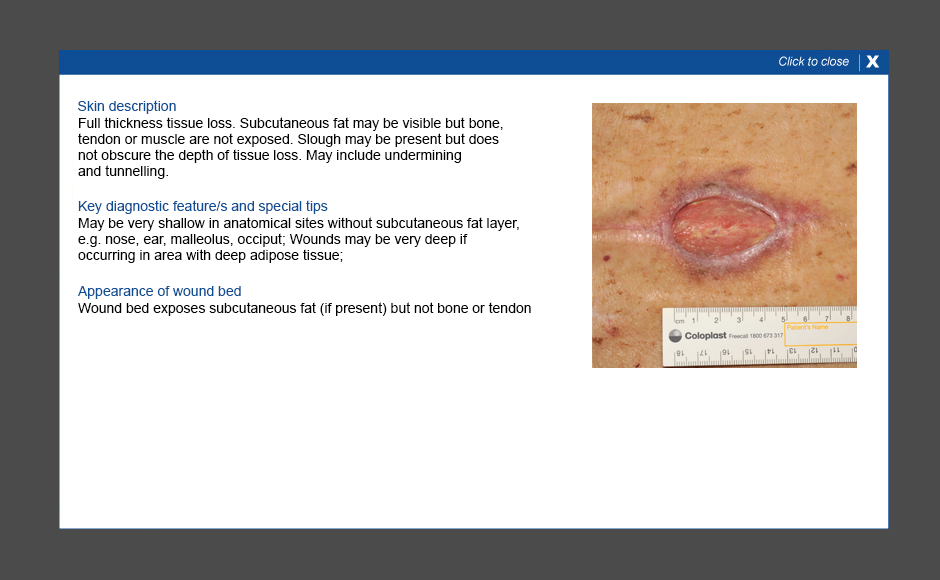 Click to close X
Skin description
Full thickness tissue loss. Subcutaneous fat may be visible but bone,
tendon or muscle are not exposed. Slough may be present but does
not obscure the depth of tissue loss. May include undermining
and tunnelling.
Key diagnostic feature/s and special tips
May be very shallow in anatomical sites without subcutaneous fat layer,
e.g. nose, ear, malleolus, occiput; Wounds may be very deep if
occurring in area with deep adipose tissue;
Appearance of wound bed
Wound bed exposes subcutaneous fat (if present) but not bone or tendon
cm 1 2 3 4 5 6 7 8
Patient's Name
Coloplast Freecall 1800 673 317
18 17 16 15 14 13 12 11